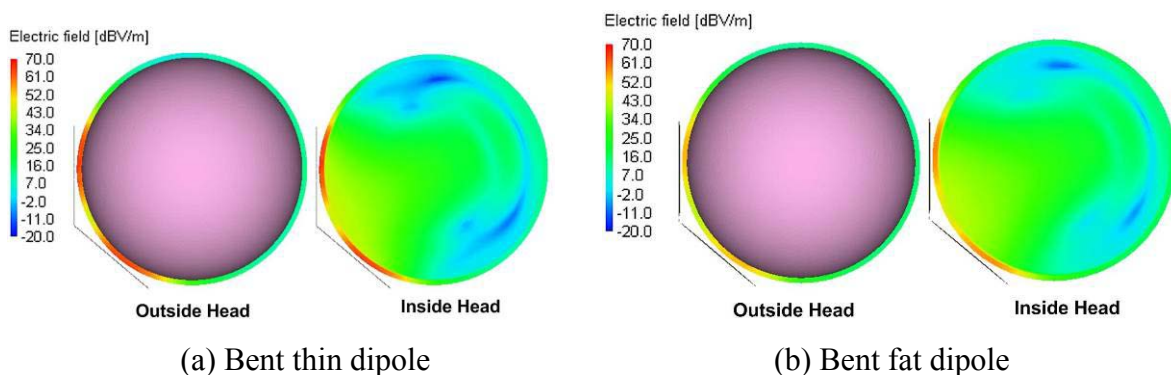 Electric field [dBV/m]
70.0
61.0
52.0
43.0
34.0
25.0
16.0
7.0
-2.0
-11.0
-20.0
Outside Head
Inside Head
(a) Bent thin dipole
Electric field [dBV/m]
70.0
61.0
52.0
43.0
34.0
25.0
16.0
7.0
-2.0
-11.0
-20.0
Outside Head
Inside Head
(b) Bent fat dipole